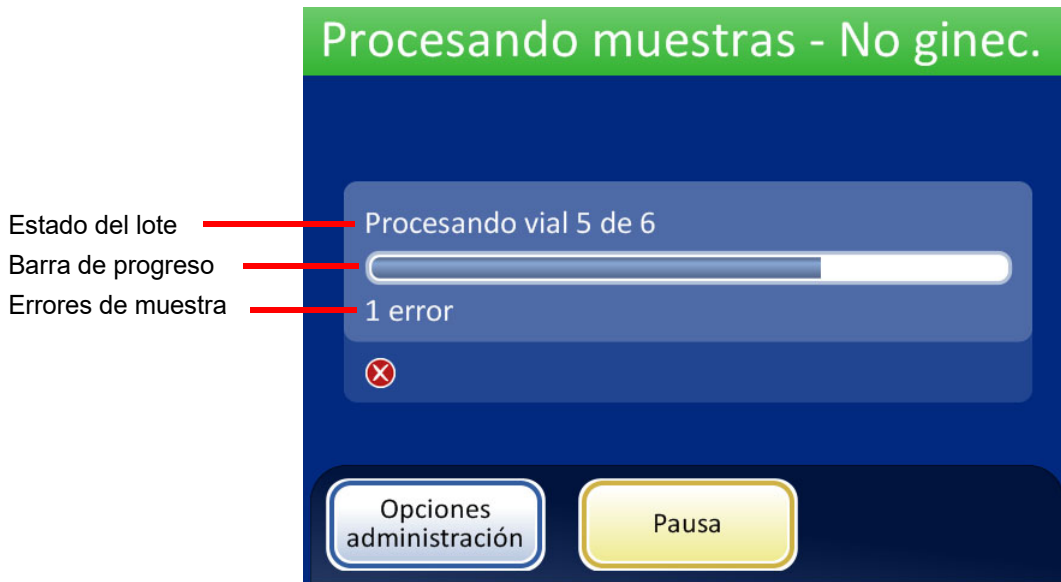 Procesando muestras - No ginec.
Estado del lote
Procesando vial 5 de 6
Barra de progreso
Errores de muestra
1 error
Opciones
administración
Pausa